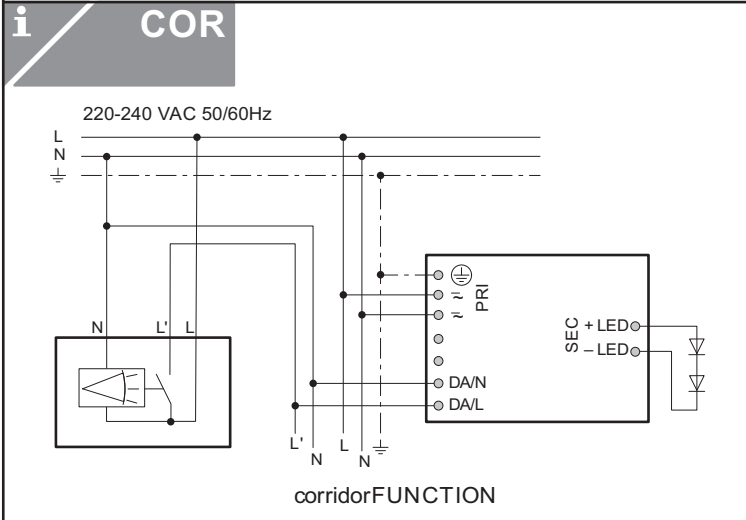 i COR
220-240 VAC 50/60Hz
L
N
N L' L
PRI
~
~
SEC
+ LED
– LED
DA/N
DA/L
L' N L N
corridorFUNCTION